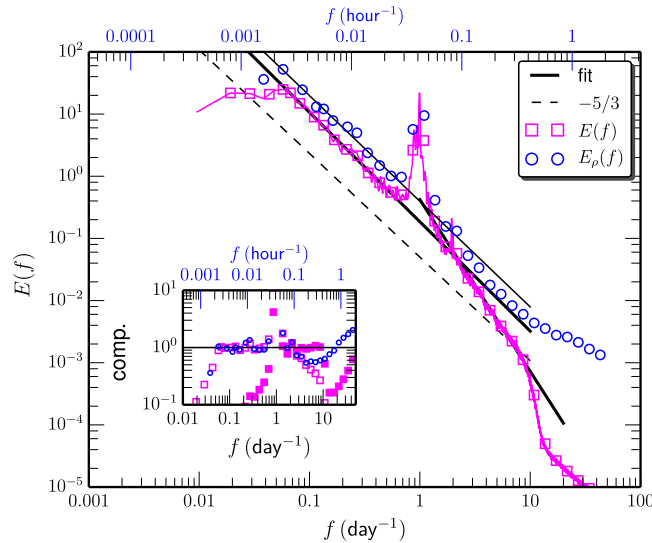 f (hour⁻¹)
0.0001 0.001 0.01 0.1 1
10²
10¹
10⁰
10⁻¹
10⁻²
10⁻³
10⁻⁴
10⁻⁵
E(f)
fit
−5/3
E(f)
E_ρ(f)
f (hour⁻¹)
0.001 0.01 0.1 1
10¹
10⁰
10⁻¹
comp.
0.01 0.1 1 10
f (day⁻¹)
0.001 0.01 0.1 1 10 100
f (day⁻¹)